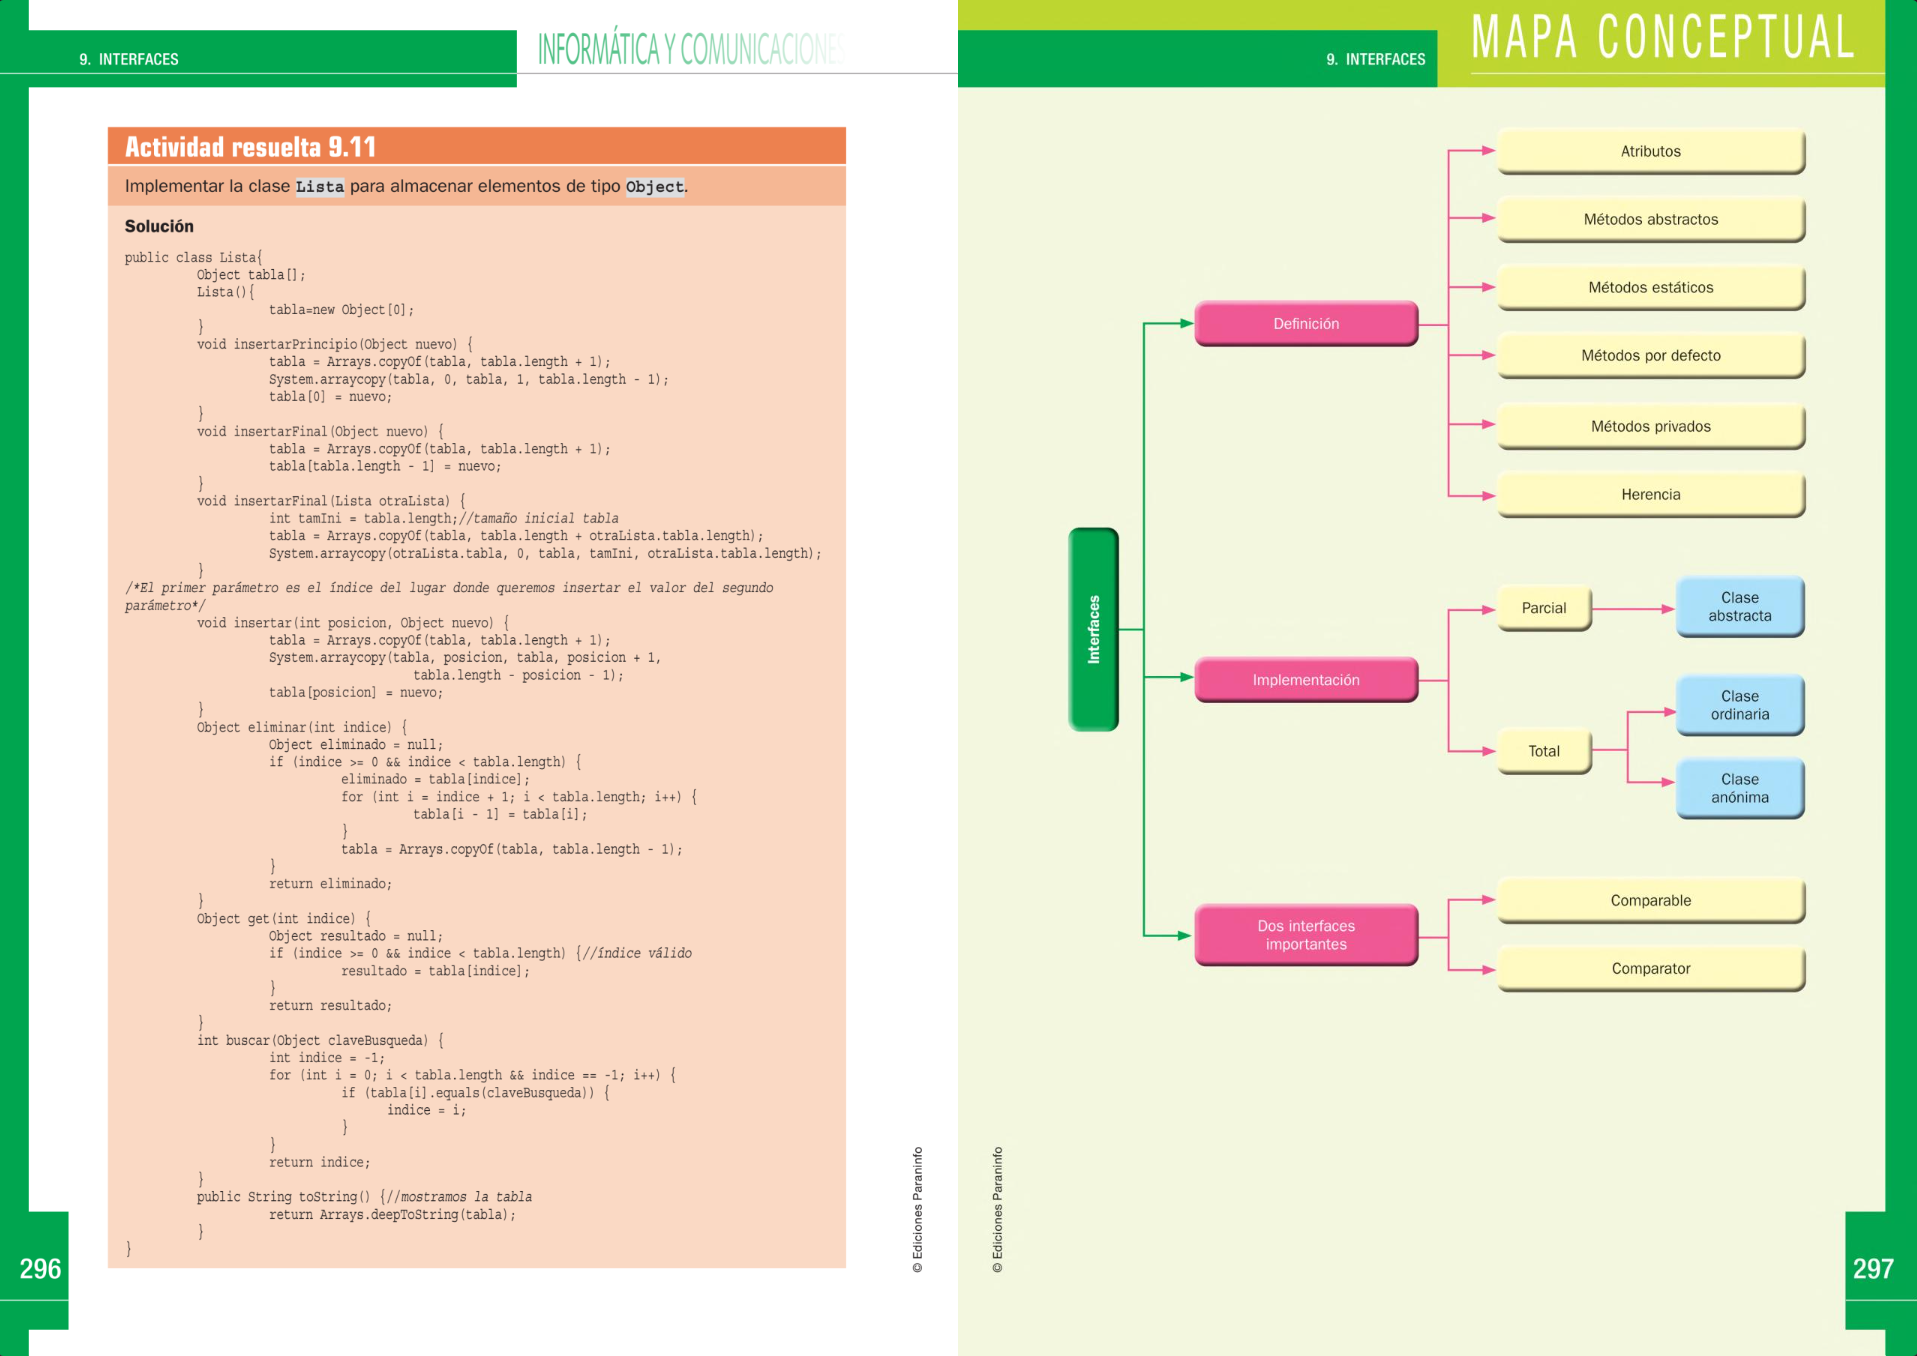 9. INTERFACES
INFORMÁTICA Y COMUNICACIONES
Actividad resuelta 9.11
Implementar la clase Lista para almacenar elementos de tipo Object.
Solución
public class Lista{
Object tabla[];
Lista(){
tabla=new Object[0];
}
void insertarPrincipio(Object nuevo) {
tabla = Arrays.copyOf(tabla, tabla.length + 1);
System.arraycopy(tabla, 0, tabla, 1, tabla.length - 1);
tabla[0] = nuevo;
}
void insertarFinal(Object nuevo) {
tabla = Arrays.copyOf(tabla, tabla.length + 1);
tabla[tabla.length - 1] = nuevo;
}
void insertarFinal(Lista otraLista) {
int tamIni = tabla.length;//tamaño inicial tabla
tabla = Arrays.copyOf(tabla, tabla.length + otraLista.tabla.length);
System.arraycopy(otraLista.tabla, 0, tabla, tamIni, otraLista.tabla.length);
}
/*El primer parámetro es el índice del lugar donde queremos insertar el valor del segundo
parámetro*/
void insertar(int posicion, Object nuevo) {
tabla = Arrays.copyOf(tabla, tabla.length + 1);
System.arraycopy(tabla, posicion, tabla, posicion + 1,
tabla.length - posicion - 1);
tabla[posicion] = nuevo;
}
Object eliminar(int indice) {
Object eliminado = null;
if (indice >= 0 && indice < tabla.length) {
eliminado = tabla[indice];
for (int i = indice + 1; i < tabla.length; i++) {
tabla[i - 1] = tabla[i];
}
tabla = Arrays.copyOf(tabla, tabla.length - 1);
}
return eliminado;
}
Object get(int indice) {
Object resultado = null;
if (indice >= 0 && indice < tabla.length) {//índice válido
resultado = tabla[indice];
}
return resultado;
}
int buscar(Object claveBusqueda) {
int indice = -1;
for (int i = 0; i < tabla.length && indice == -1; i++) {
if (tabla[i].equals(claveBusqueda)) {
indice = i;
}
}
return indice;
}
public String toString() {//mostramos la tabla
return Arrays.deepToString(tabla);
}
}
© Ediciones Paraninfo
296
9. INTERFACES
MAPA CONCEPTUAL
Interfaces
Definición
Atributos
Métodos abstractos
Métodos estáticos
Métodos por defecto
Métodos privados
Herencia
Implementación
Parcial
Clase
abstracta
Total
Clase
ordinaria
Clase
anónima
Dos interfaces
importantes
Comparable
Comparator
© Ediciones Paraninfo
297